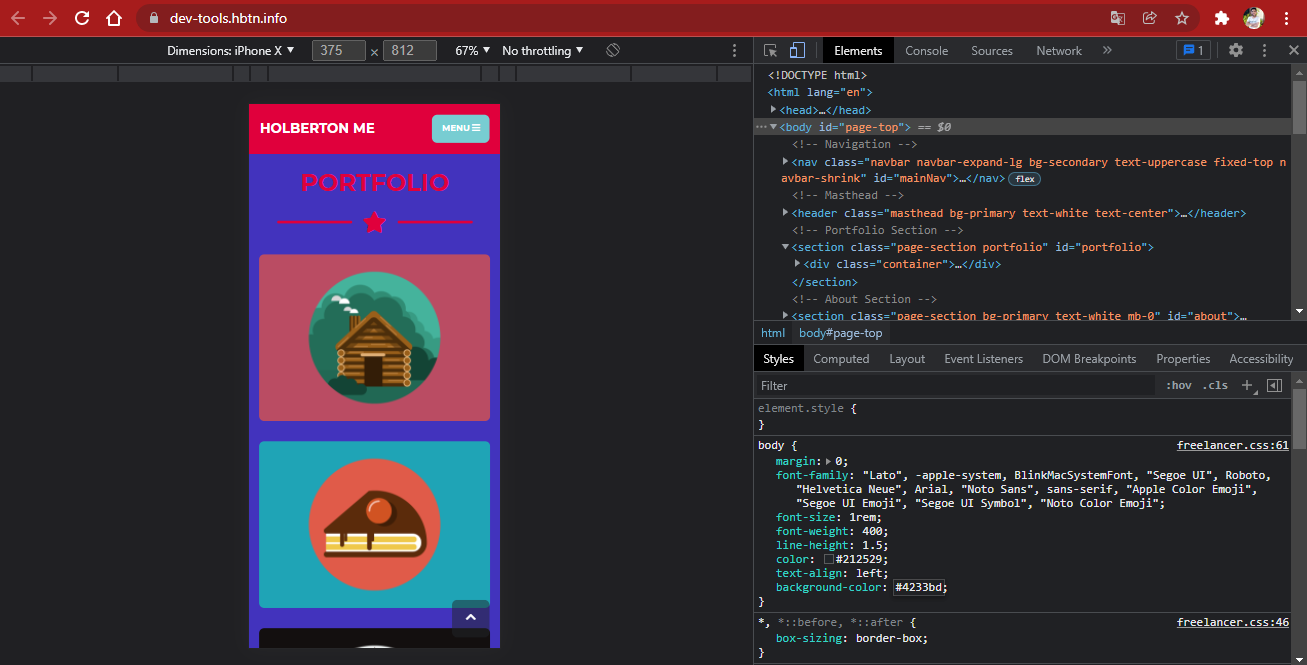 dev-tools.hbtn.info
Dimensions: iPhone X ▼ 375 × 812 67% ▼ No throttling ▼
HOLBERTON ME
MENU
PORTFOLIO
Elements Console Sources Network » 1
<!DOCTYPE html>
<html lang="en">
<head>…</head>
<body id="page-top"> == $0
<!-- Navigation -->
<nav class="navbar navbar-expand-lg bg-secondary text-uppercase fixed-top n
avbar-shrink" id="mainNav">…</nav> flex
<!-- Masthead -->
<header class="masthead bg-primary text-white text-center">…</header>
<!-- Portfolio Section -->
<section class="page-section portfolio" id="portfolio">
<div class="container">…</div>
</section>
<!-- About Section -->
<section class="page-section bg-primary text-white mb-0" id="about">…
html body#page-top
Styles Computed Layout Event Listeners DOM Breakpoints Properties Accessibility
Filter :hov .cls +
element.style {
}
body { freelancer.css:61
margin: 0;
font-family: "Lato", -apple-system, BlinkMacSystemFont, "Segoe UI", Roboto,
"Helvetica Neue", Arial, "Noto Sans", sans-serif, "Apple Color Emoji",
"Segoe UI Emoji", "Segoe UI Symbol", "Noto Color Emoji";
font-size: 1rem;
font-weight: 400;
line-height: 1.5;
color: #212529;
text-align: left;
background-color: #4233bd;
}
*, *::before, *::after { freelancer.css:46
box-sizing: border-box;
}